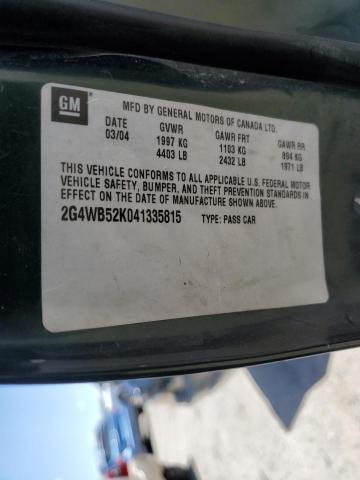 GM
MFD BY GENERAL MOTORS OF CANADA LTD.
DATE GVWR GAWR FRT GAWR RR
03/04 1997 KG 1103 KG 894 KG
4403 LB 2432 LB 1971 LB
THIS VEHICLE CONFORMS TO ALL APPLICABLE U.S. FEDERAL MOTOR
VEHICLE SAFETY, BUMPER, AND THEFT PREVENTION STANDARDS
IN EFFECT ON THE DATE OF MANUFACTURE SHOWN ABOVE.
2G4WB52K041335815 TYPE: PASS CAR